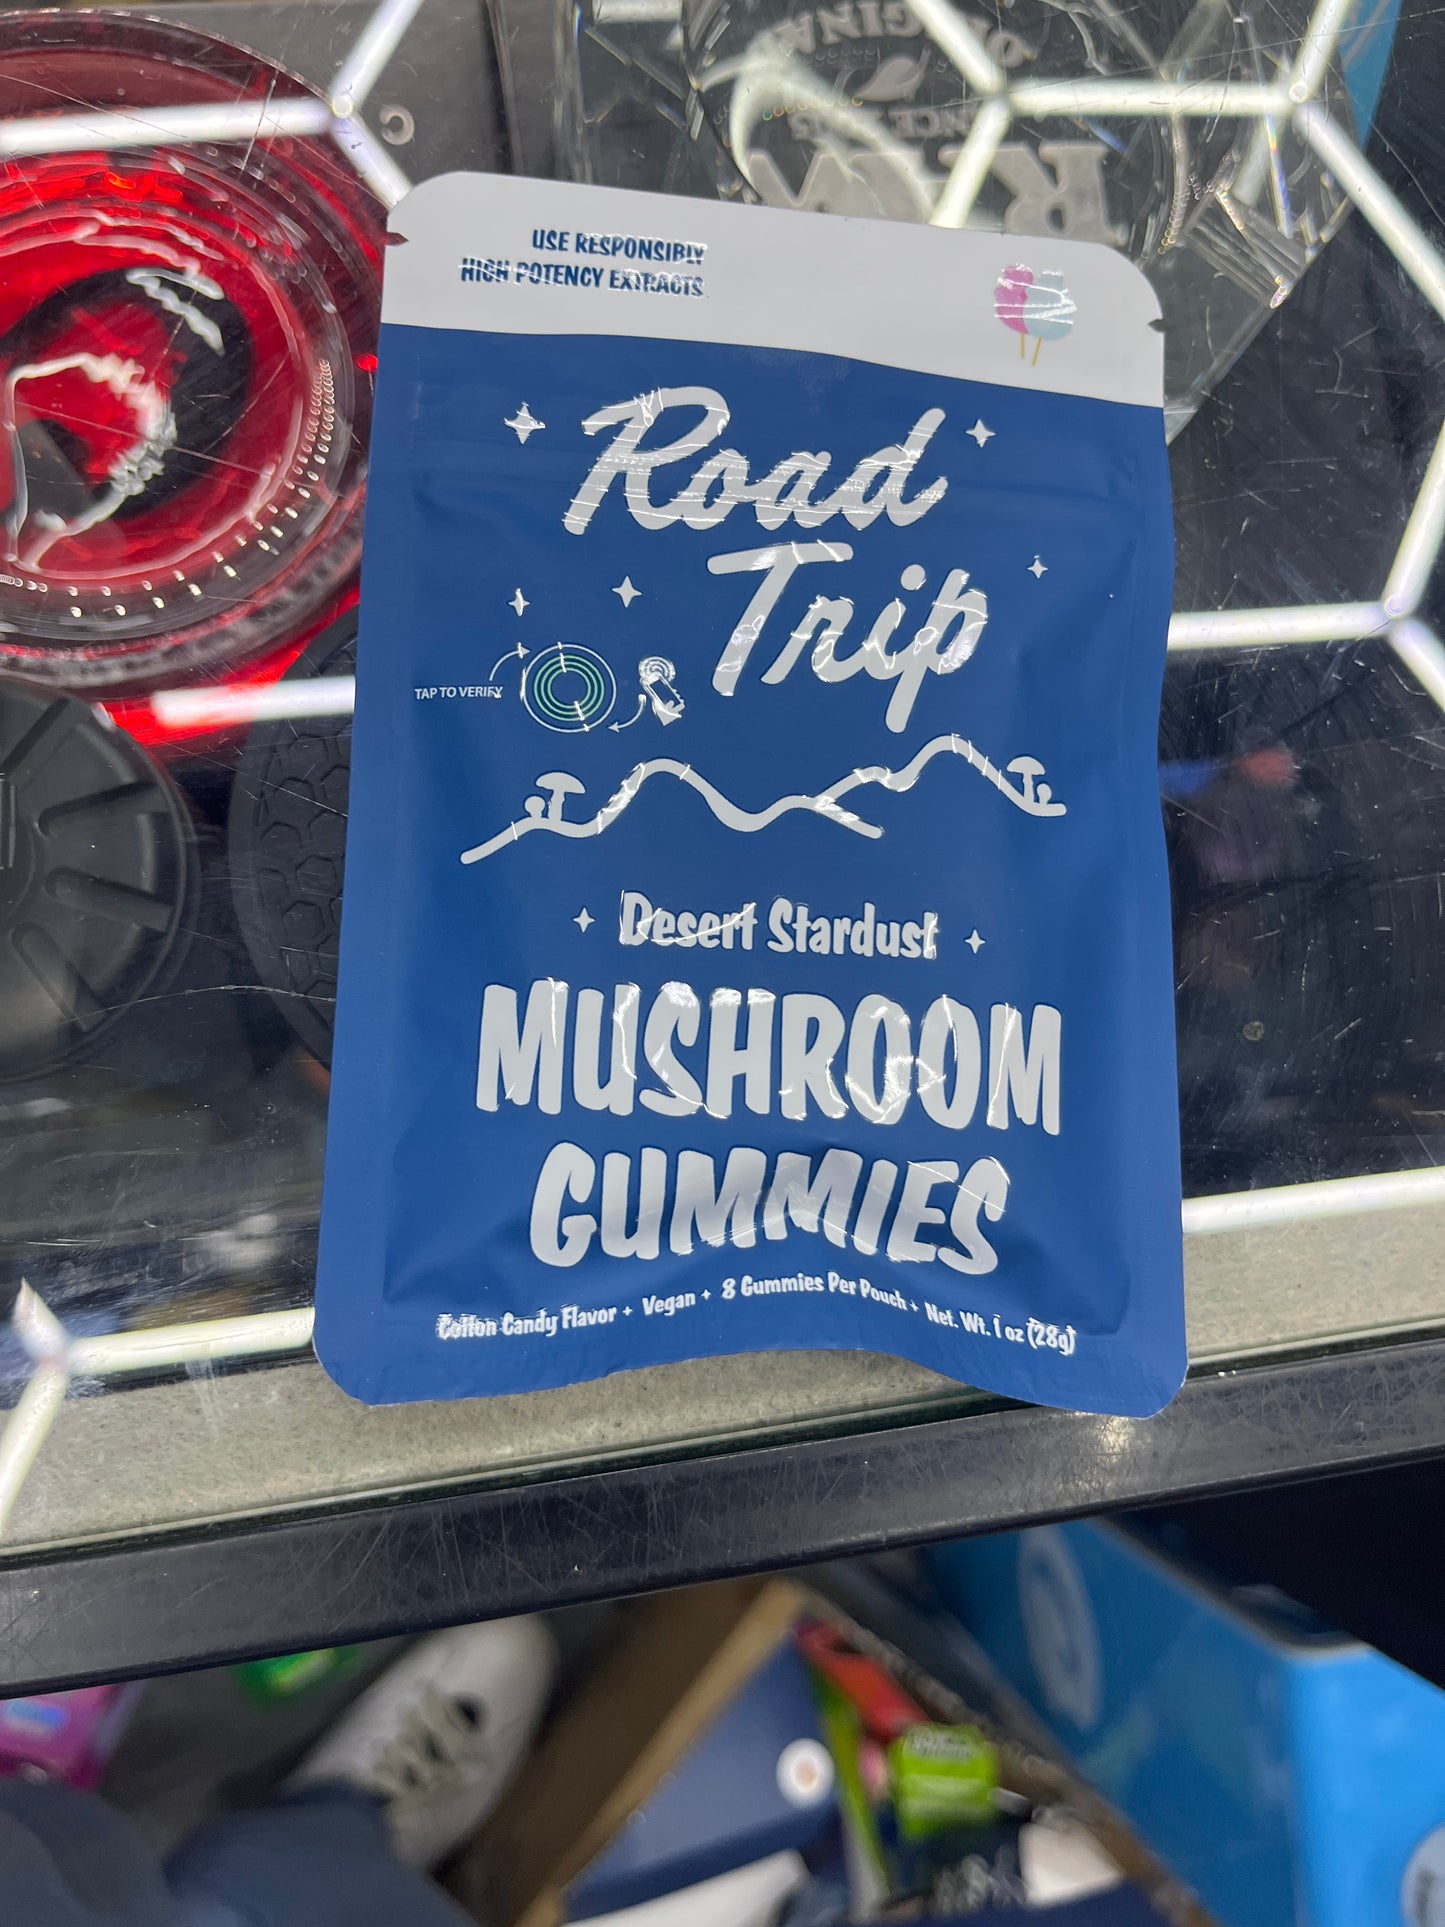 USE RESPONSIBLY
HIGH POTENCY EXTRACTS
Road
Trip
TAP TO VERIFY
Desert Stardust
MUSHROOM
GUMMIES
Cotton Candy Flavor + Vegan + 8 Gummies Per Pouch + Net. Wt. 1 oz (28g)
RAW